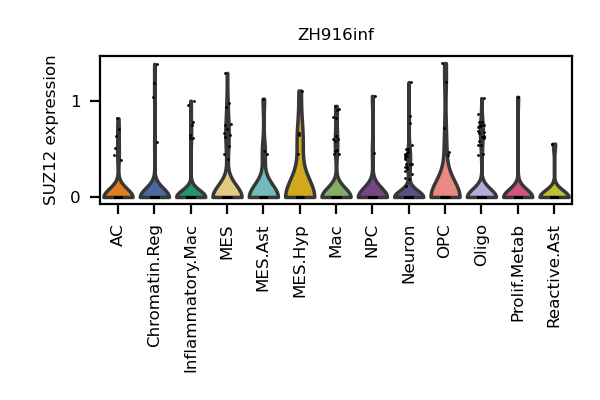 ZH916inf
SUZ12 expression
1
0
AC
Chromatin.Reg
Inflammatory.Mac
MES
MES.Ast
MES.Hyp
Mac
NPC
Neuron
OPC
Oligo
Prolif.Metab
Reactive.Ast